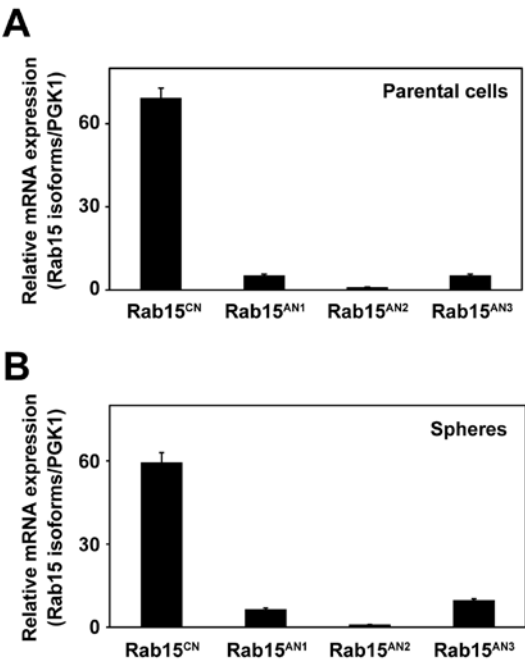 A
Relative mRNA expression
(Rab15 isoforms/PGK1)
Parental cells
60
30
0
Rab15ᶜᴺ Rab15ᴬᴺ¹ Rab15ᴬᴺ² Rab15ᴬᴺ³
B
Relative mRNA expression
(Rab15 isoforms/PGK1)
Spheres
60
30
0
Rab15ᶜᴺ Rab15ᴬᴺ¹ Rab15ᴬᴺ² Rab15ᴬᴺ³